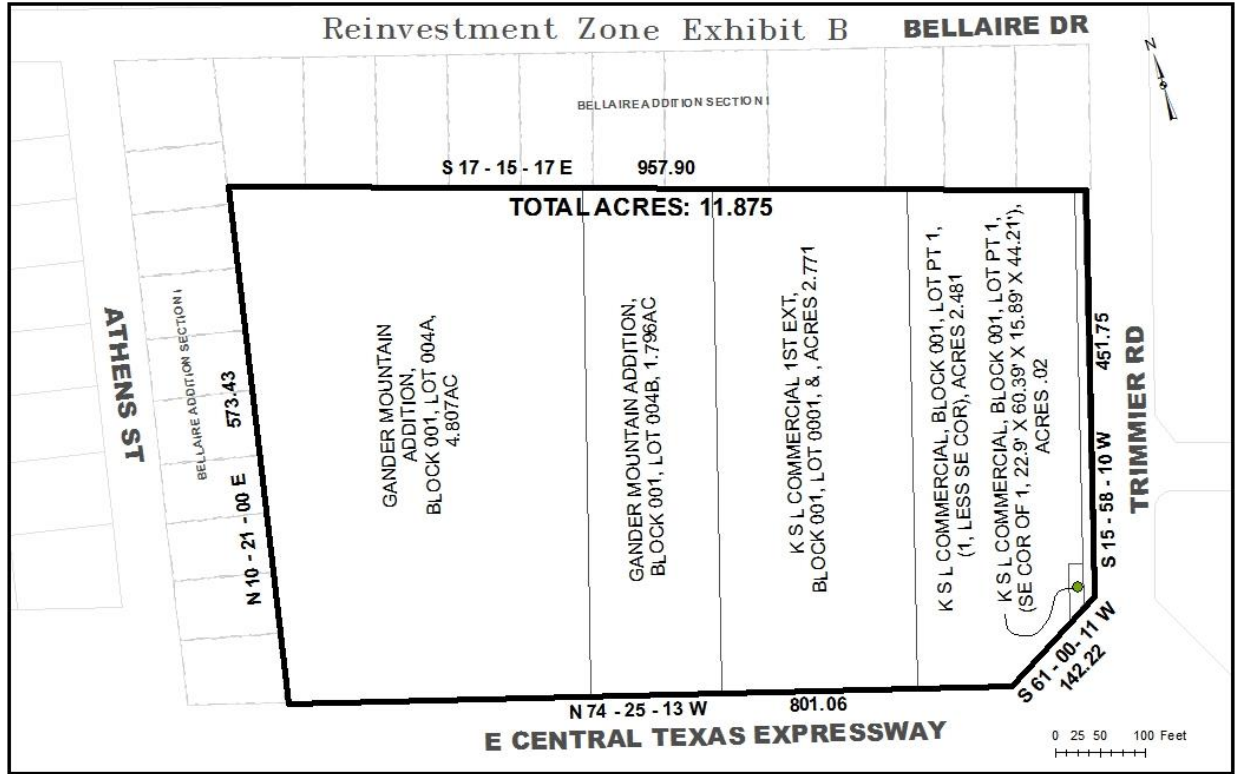 Reinvestment Zone Exhibit B
BELLAIRE DR
N
BELLAIRE ADDITION SECTION I
S 17 - 15 - 17 E 957.90
TOTAL ACRES: 11.875
ATHENS ST
BELLAIRE ADDITION SECTION I
N 10 - 21 - 00 E 573.43
GANDER MOUNTAIN
ADDITION,
BLOCK 001, LOT 004A,
4.807AC
GANDER MOUNTAIN ADDITION,
BLOCK 001, LOT 004B, 1.796AC
K S L COMMERCIAL 1ST EXT,
BLOCK 001, LOT 0001, & , ACRES 2.771
K S L COMMERCIAL, BLOCK 001, LOT PT 1,
(1, LESS SE COR), ACRES 2.481
K S L COMMERCIAL, BLOCK 001, LOT PT 1,
(SE COR OF 1, 22.9' X 60.39' X 15.89' X 44.21'),
ACRES .02
S 15 - 58 - 10 W 451.75
TRIMMIER RD
S 61 - 00- 11 W
142.22
N 74 - 25 - 13 W 801.06
E CENTRAL TEXAS EXPRESSWAY
0 25 50 100 Feet